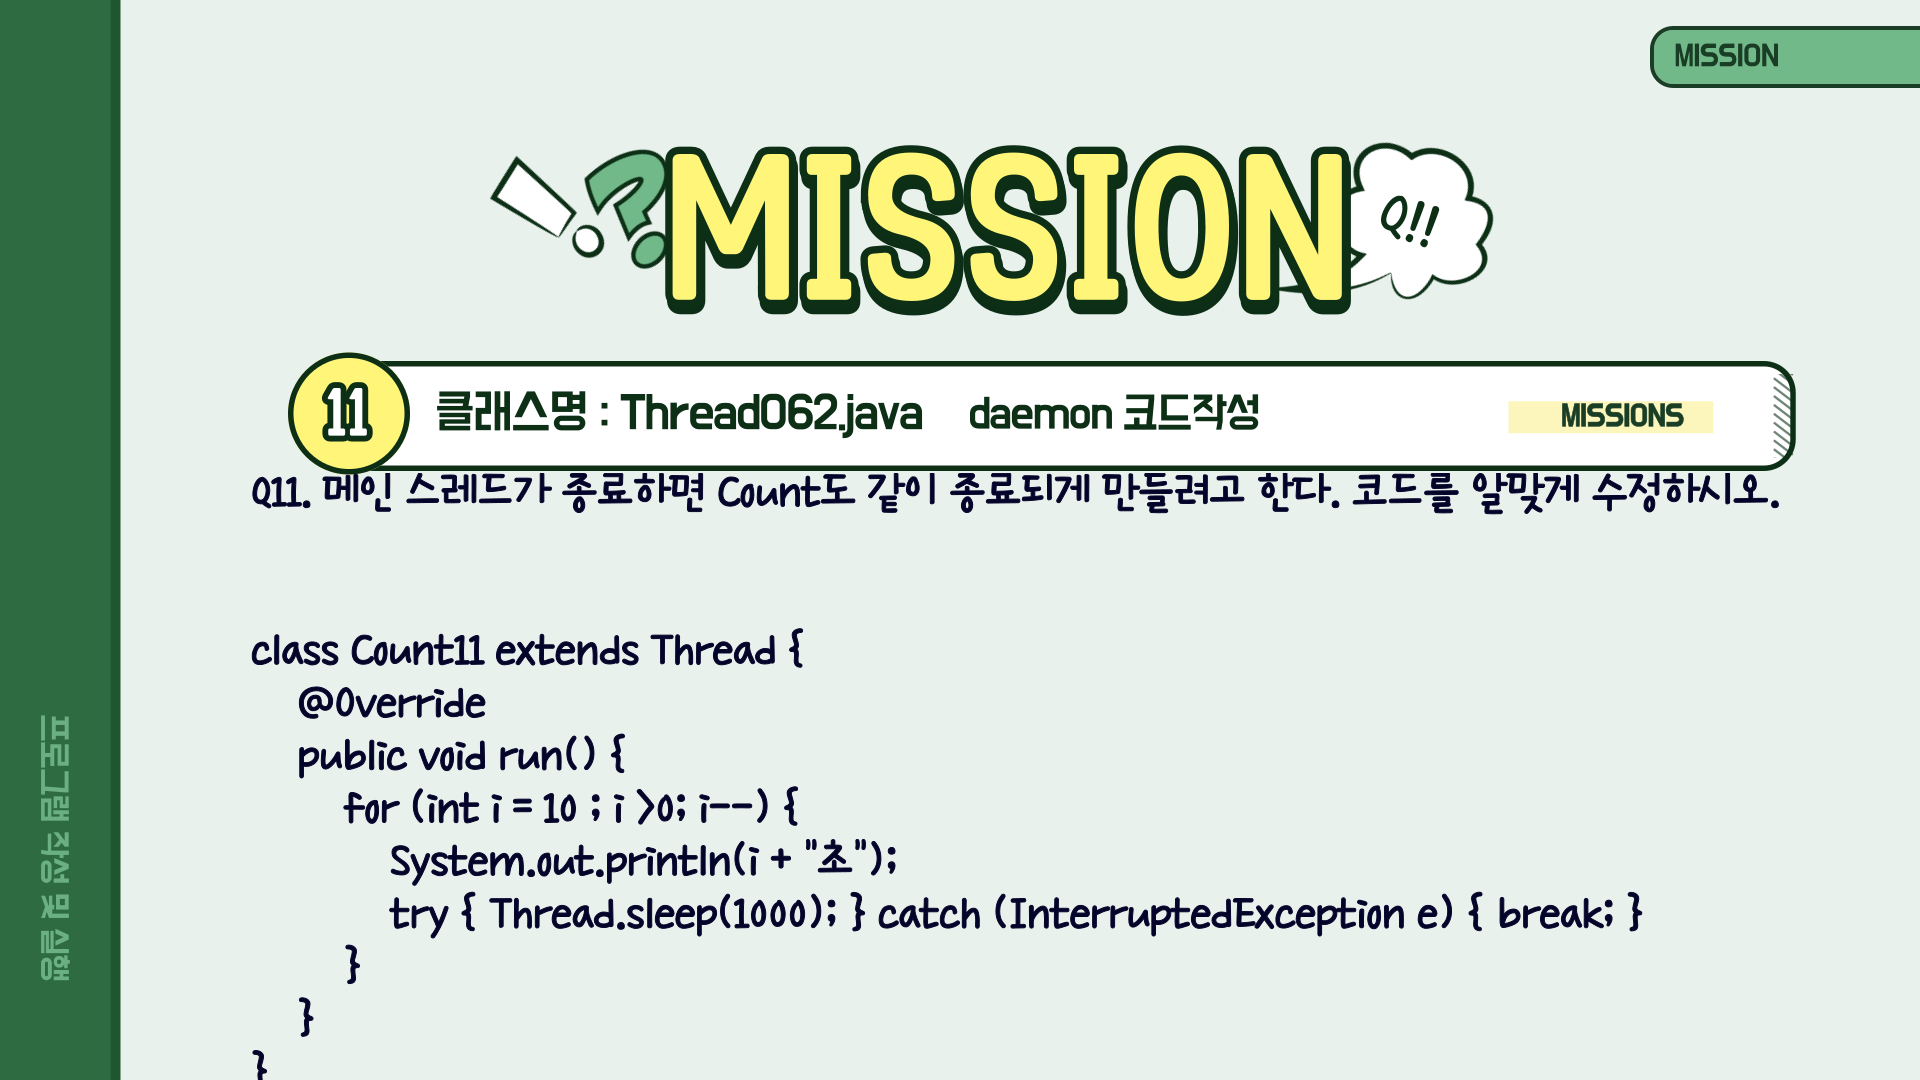 MISSION
MISSION
Q!!
11
클래스명 : Thread062.java daemon 코드작성
MISSIONS
Q11. 메인 스레드가 종료하면 Count도 같이 종료되게 만들려고 한다. 코드를 알맞게 수정하시오.
class Count11 extends Thread {
@Override
public void run() {
for (int i = 10 ; i >0; i--) {
System.out.println(i + "초");
try { Thread.sleep(1000); } catch (InterruptedException e) { break; }
}
}
}
프로그램 작성 및 실행